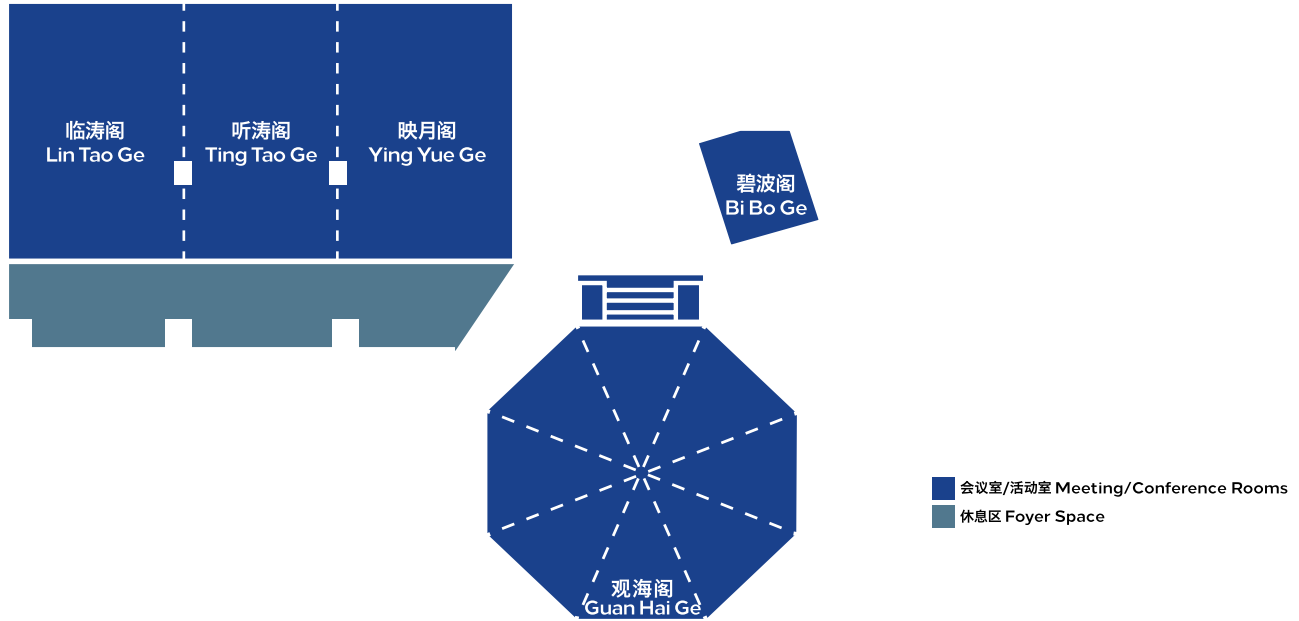 临涛阁
Lin Tao Ge
听涛阁
Ting Tao Ge
映月阁
Ying Yue Ge
碧波阁
Bi Bo Ge
观海阁
Guan Hai Ge
会议室/活动室 Meeting/Conference Rooms
休息区 Foyer Space